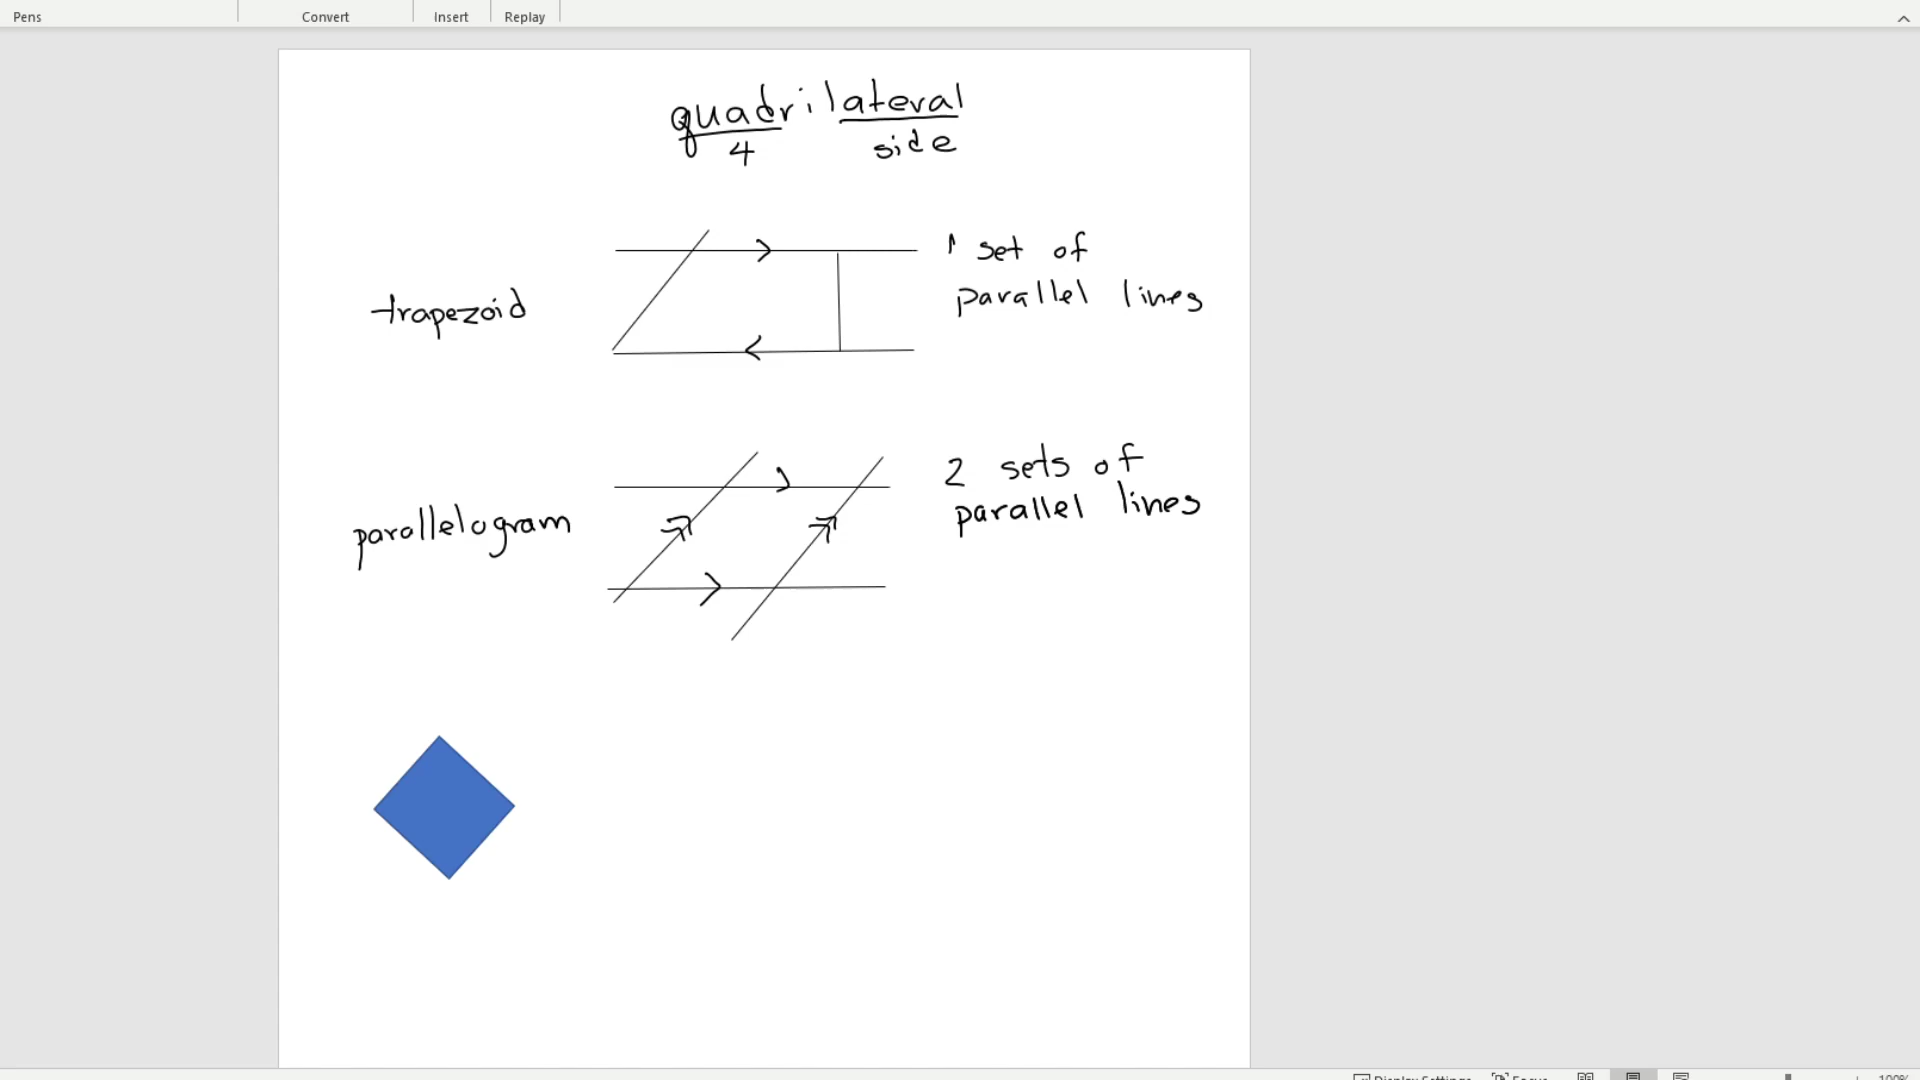 Pens Convert Insert Replay
quadrilateral
4 side
1 set of
parallel lines
trapezoid
2 sets of
parallel lines
parallelogram